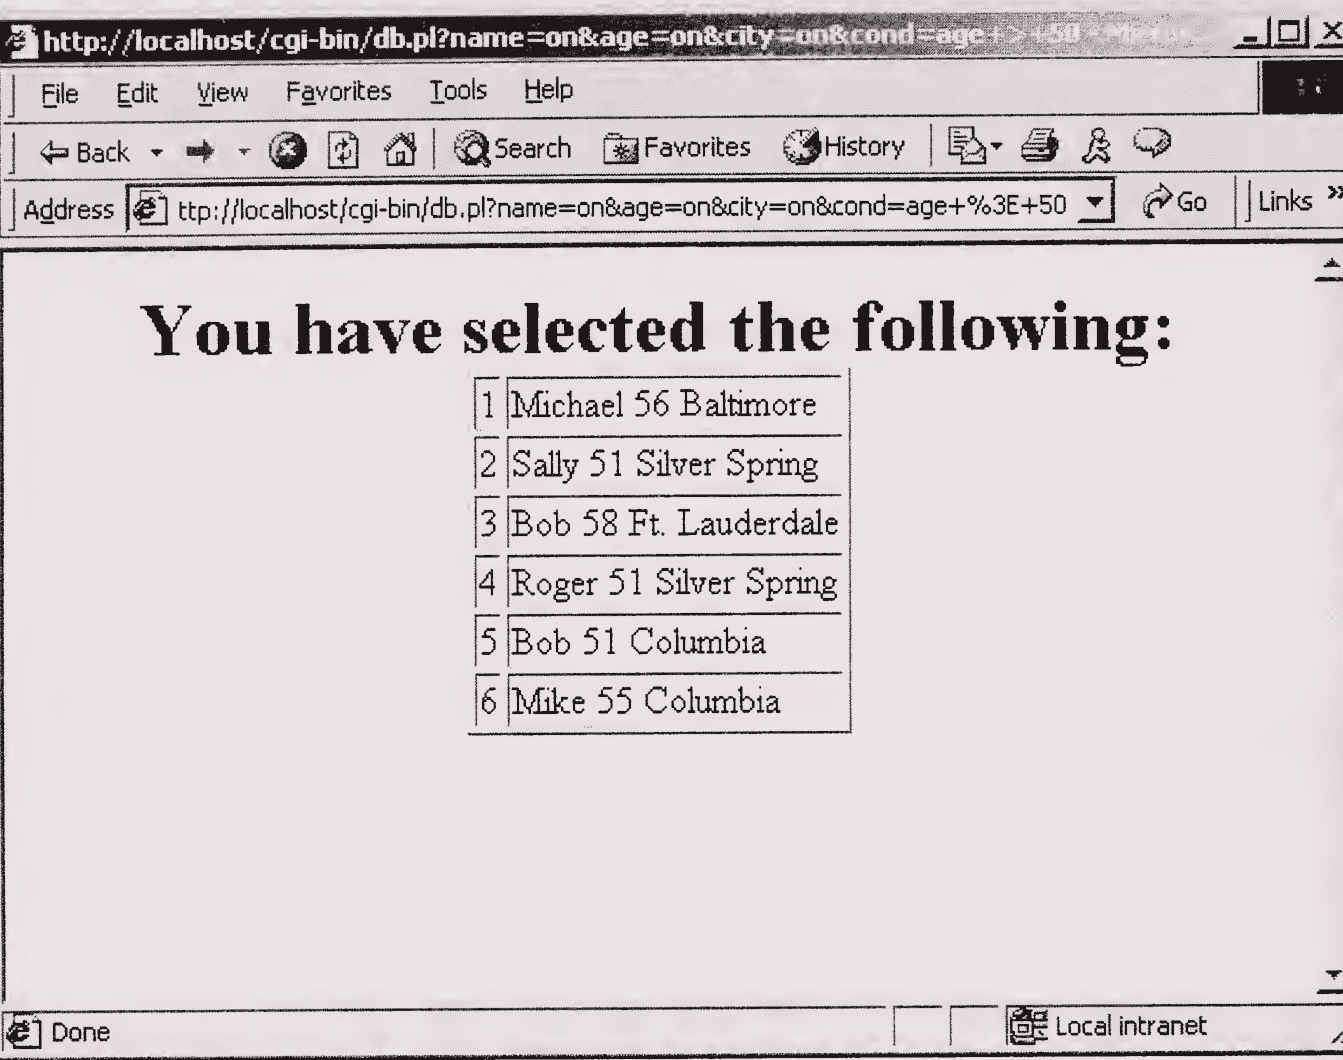 http://localhost/cgi-bin/db.pl?name=on&age=on&city=on&cond=age+>+50
File Edit View Favorites Tools Help
Back Search Favorites History
Address ttp://localhost/cgi-bin/db.pl?name=on&age=on&city=on&cond=age+%3E+50 Go Links »
You have selected the following:
1 Michael 56 Baltimore
2 Sally 51 Silver Spring
3 Bob 58 Ft. Lauderdale
4 Roger 51 Silver Spring
5 Bob 51 Columbia
6 Mike 55 Columbia
Done Local intranet